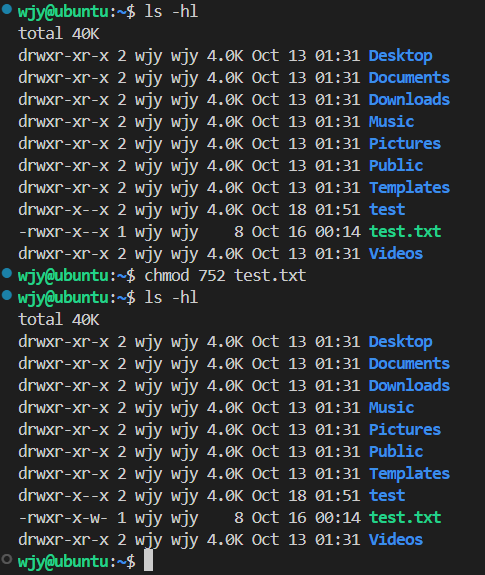 wjy@ubuntu:~$ ls -hl
total 40K
drwxr-xr-x 2 wjy wjy 4.0K Oct 13 01:31 Desktop
drwxr-xr-x 2 wjy wjy 4.0K Oct 13 01:31 Documents
drwxr-xr-x 2 wjy wjy 4.0K Oct 13 01:31 Downloads
drwxr-xr-x 2 wjy wjy 4.0K Oct 13 01:31 Music
drwxr-xr-x 2 wjy wjy 4.0K Oct 13 01:31 Pictures
drwxr-xr-x 2 wjy wjy 4.0K Oct 13 01:31 Public
drwxr-xr-x 2 wjy wjy 4.0K Oct 13 01:31 Templates
drwxr-x--x 2 wjy wjy 4.0K Oct 18 01:51 test
-rwxr-x--x 1 wjy wjy    8 Oct 16 00:14 test.txt
drwxr-xr-x 2 wjy wjy 4.0K Oct 13 01:31 Videos
wjy@ubuntu:~$ chmod 752 test.txt
wjy@ubuntu:~$ ls -hl
total 40K
drwxr-xr-x 2 wjy wjy 4.0K Oct 13 01:31 Desktop
drwxr-xr-x 2 wjy wjy 4.0K Oct 13 01:31 Documents
drwxr-xr-x 2 wjy wjy 4.0K Oct 13 01:31 Downloads
drwxr-xr-x 2 wjy wjy 4.0K Oct 13 01:31 Music
drwxr-xr-x 2 wjy wjy 4.0K Oct 13 01:31 Pictures
drwxr-xr-x 2 wjy wjy 4.0K Oct 13 01:31 Public
drwxr-xr-x 2 wjy wjy 4.0K Oct 13 01:31 Templates
drwxr-x--x 2 wjy wjy 4.0K Oct 18 01:51 test
-rwxr-x-w- 1 wjy wjy    8 Oct 16 00:14 test.txt
drwxr-xr-x 2 wjy wjy 4.0K Oct 13 01:31 Videos
wjy@ubuntu:~$